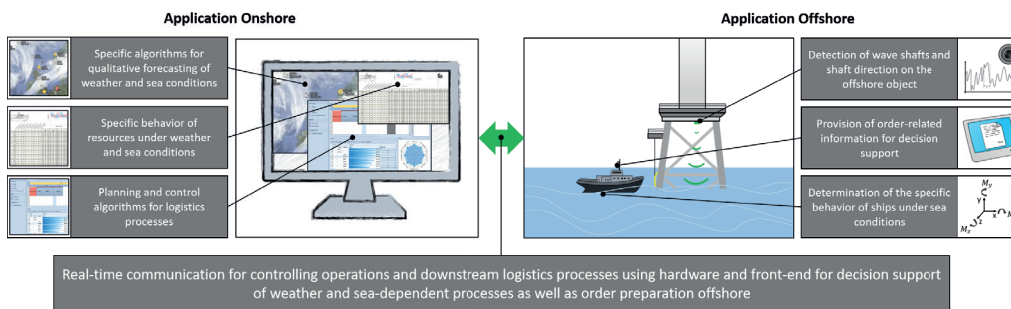 Application Onshore
Application Offshore
Specific algorithms for
qualitative forecasting of
weather and sea conditions
Specific behavior of
resources under weather
and sea conditions
Planning and control
algorithms for logistics
processes
Detection of wave shafts and
shaft direction on the
offshore object
Provision of order-related
information for decision
support
Determination of the specific
behavior of ships under sea
conditions
My
Y
X
Z
Mz
M
Real-time communication for controlling operations and downstream logistics processes using hardware and front-end for decision support
of weather and sea-dependent processes as well as order preparation offshore